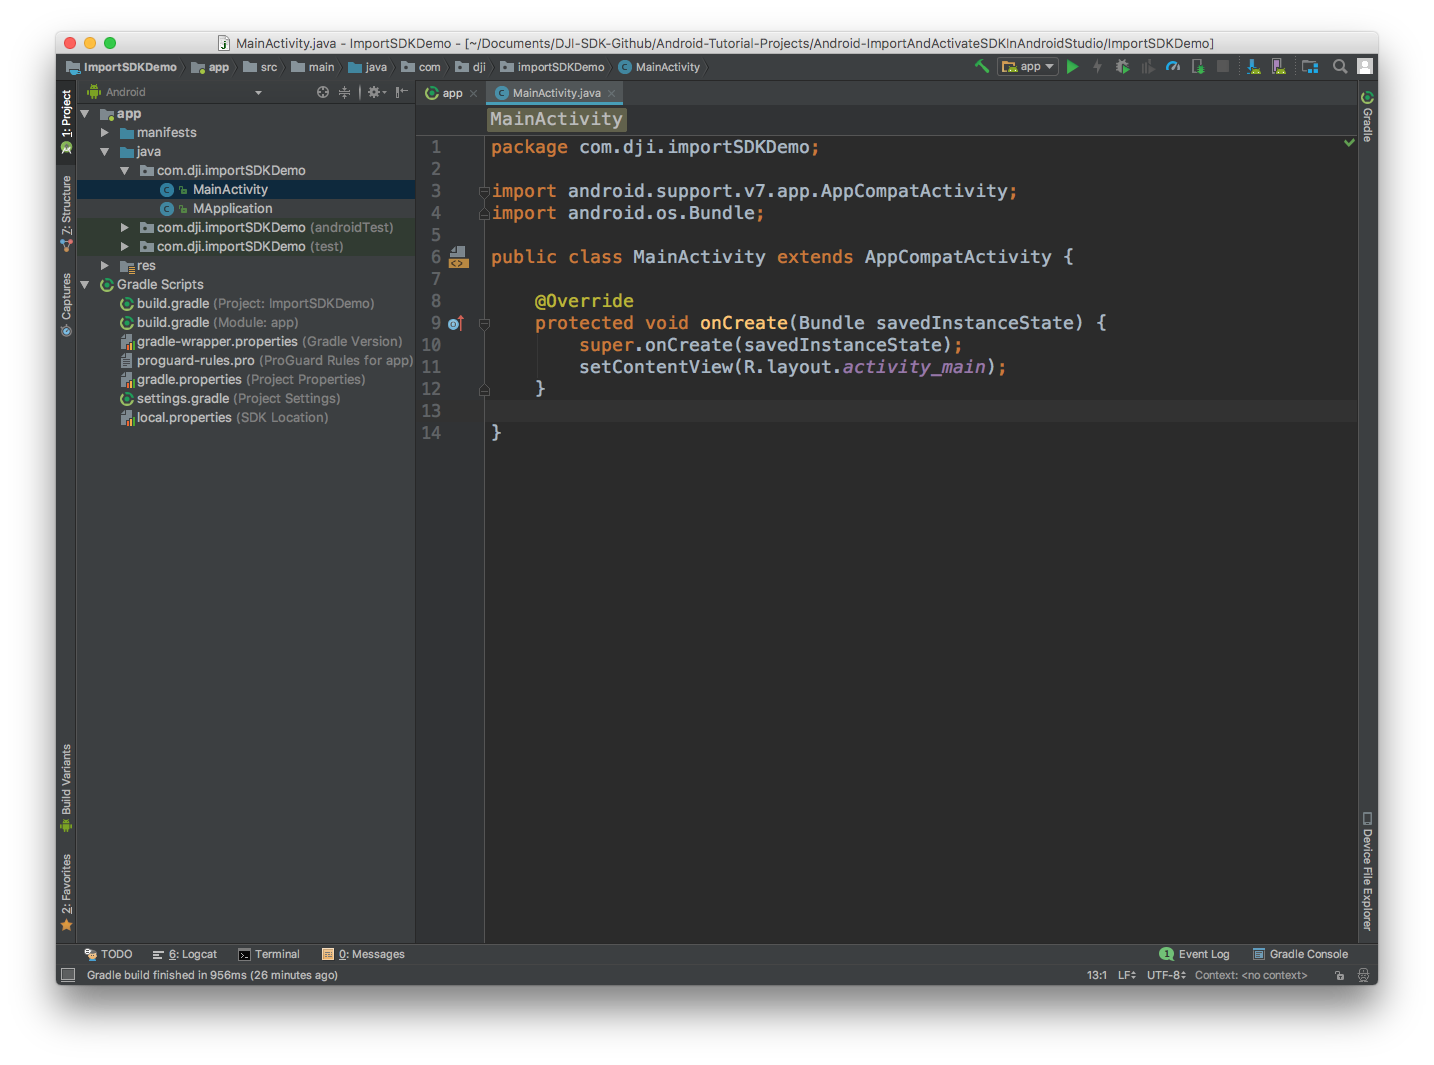 MainActivity.java - ImportSDKDemo - [~/Documents/DJI-SDK-Github/Android-Tutorial-Projects/Android-ImportAndActivateSDKInAndroidStudio/ImportSDKDemo]
ImportSDKDemo app src main java com dji importSDKDemo MainActivity app
Android app MainActivity.java
1: Project
7: Structure
Captures
Build Variants
2: Favorites
app
manifests
java
com.dji.importSDKDemo
MainActivity
MApplication
com.dji.importSDKDemo (androidTest)
com.dji.importSDKDemo (test)
res
Gradle Scripts
build.gradle (Project: ImportSDKDemo)
build.gradle (Module: app)
gradle-wrapper.properties (Gradle Version)
proguard-rules.pro (ProGuard Rules for app)
gradle.properties (Project Properties)
settings.gradle (Project Settings)
local.properties (SDK Location)
MainActivity
1 package com.dji.importSDKDemo;
2
3 import android.support.v7.app.AppCompatActivity;
4 import android.os.Bundle;
5
6 public class MainActivity extends AppCompatActivity {
7
8 @Override
9 protected void onCreate(Bundle savedInstanceState) {
10 super.onCreate(savedInstanceState);
11 setContentView(R.layout.activity_main);
12 }
13
14 }
Gradle
Device File Explorer
TODO 6: Logcat Terminal 0: Messages 1 Event Log Gradle Console
Gradle build finished in 956ms (26 minutes ago) 13:1 LF UTF-8 Context: <no context>